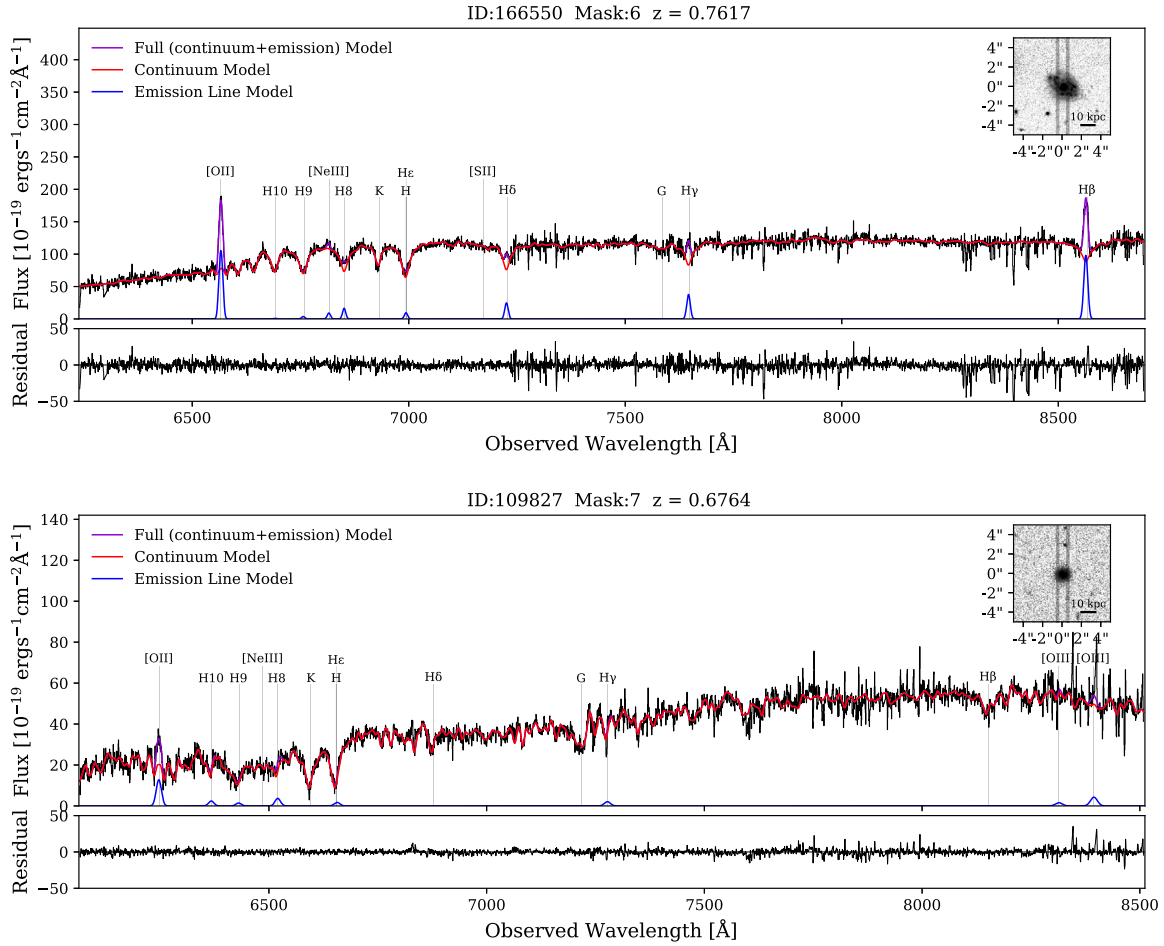 ID:166550 Mask:6 z = 0.7617
Full (continuum+emission) Model
Continuum Model
Emission Line Model
4"
2"
0"
-2"
-4"
10 kpc
-4" -2" 0" 2" 4"
[OII] [NeIII] Hε [SII]
H10 H9 H8 K H Hδ G Hγ Hβ
Flux [10−19 ergs−1cm−2Å−1]
400
350
300
250
200
150
100
50
0
Residual
50
0
−50
6500 7000 7500 8000 8500
Observed Wavelength [Å]
ID:109827 Mask:7 z = 0.6764
Full (continuum+emission) Model
Continuum Model
Emission Line Model
4"
2"
0"
-2"
-4"
10 kpc
-4" -2" 0" 2" 4"
[OII] [NeIII] Hε [OIII] [OIII]
H10 H9 H8 K H Hδ G Hγ Hβ
Flux [10−19 ergs−1cm−2Å−1]
140
120
100
80
60
40
20
0
Residual
50
0
−50
6500 7000 7500 8000 8500
Observed Wavelength [Å]